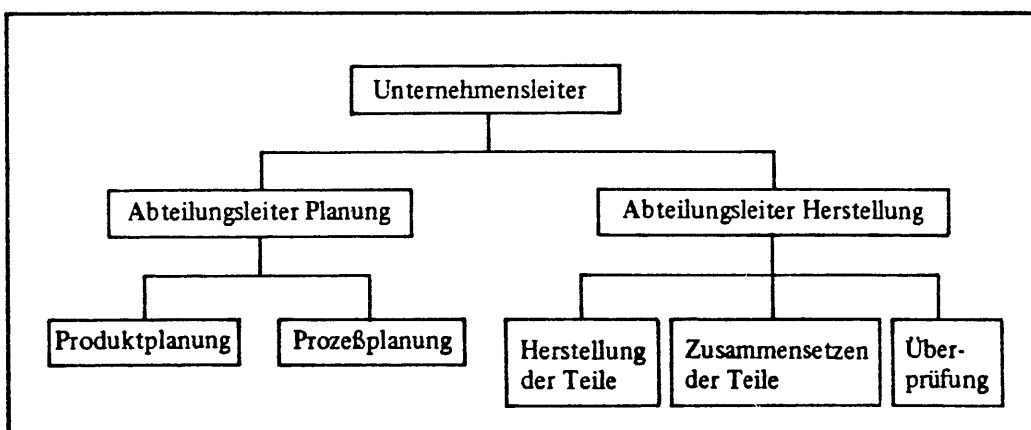 Unternehmensleiter
Abteilungsleiter Planung
Abteilungsleiter Herstellung
Produktplanung
Prozeßplanung
Herstellung
der Teile
Zusammensetzen
der Teile
Über-
prüfung